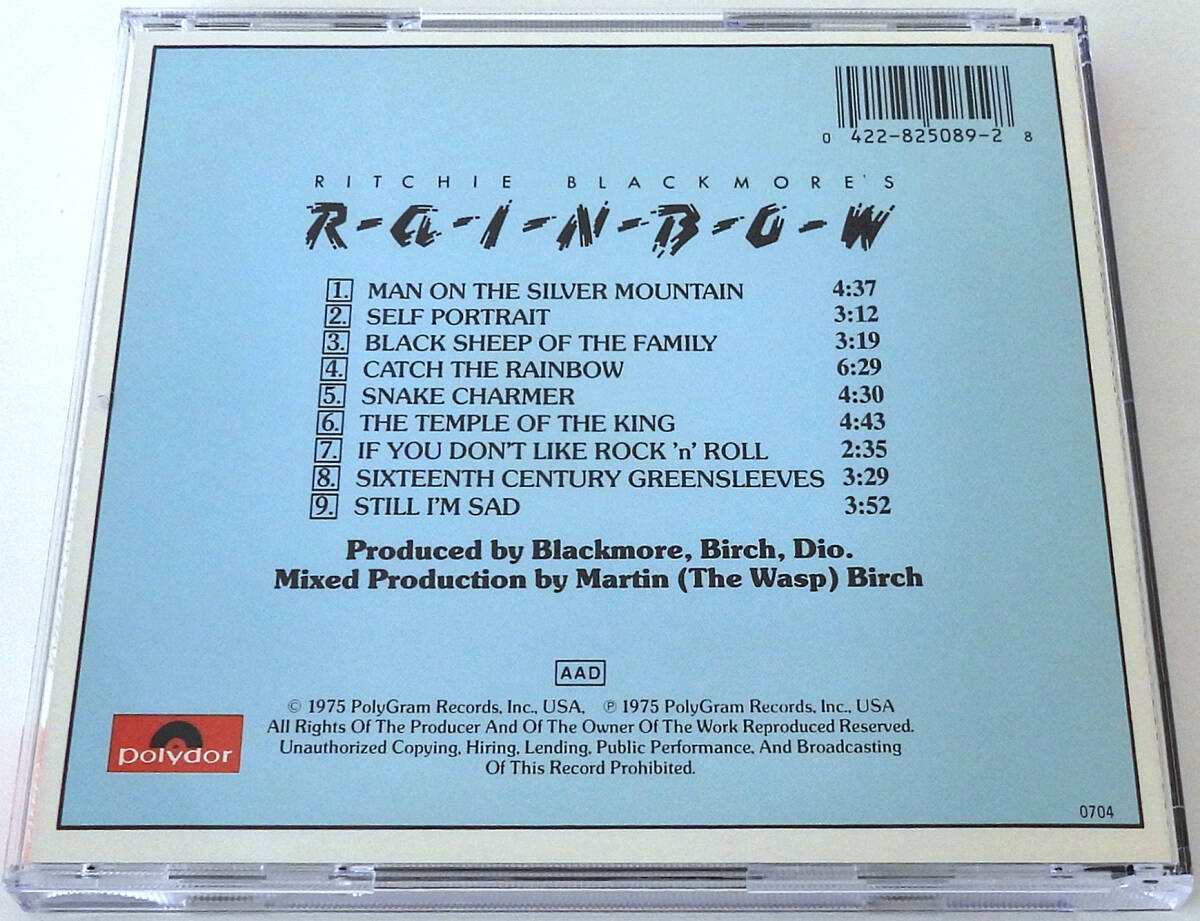 0 422-825089-2 8
RITCHIE BLACKMORE'S
R-A-I-N-B-O-W
1. MAN ON THE SILVER MOUNTAIN 4:37
2. SELF PORTRAIT 3:12
3. BLACK SHEEP OF THE FAMILY 3:19
4. CATCH THE RAINBOW 6:29
5. SNAKE CHARMER 4:30
6. THE TEMPLE OF THE KING 4:43
7. IF YOU DON'T LIKE ROCK 'n' ROLL 2:35
8. SIXTEENTH CENTURY GREENSLEEVES 3:29
9. STILL I'M SAD 3:52
Produced by Blackmore, Birch, Dio.
Mixed Production by Martin (The Wasp) Birch
AAD
© 1975 PolyGram Records, Inc., USA, ℗ 1975 PolyGram Records, Inc., USA
All Rights Of The Producer And Of The Owner Of The Work Reproduced Reserved.
Unauthorized Copying, Hiring, Lending, Public Performance, And Broadcasting
Of This Record Prohibited.
polydor
0704